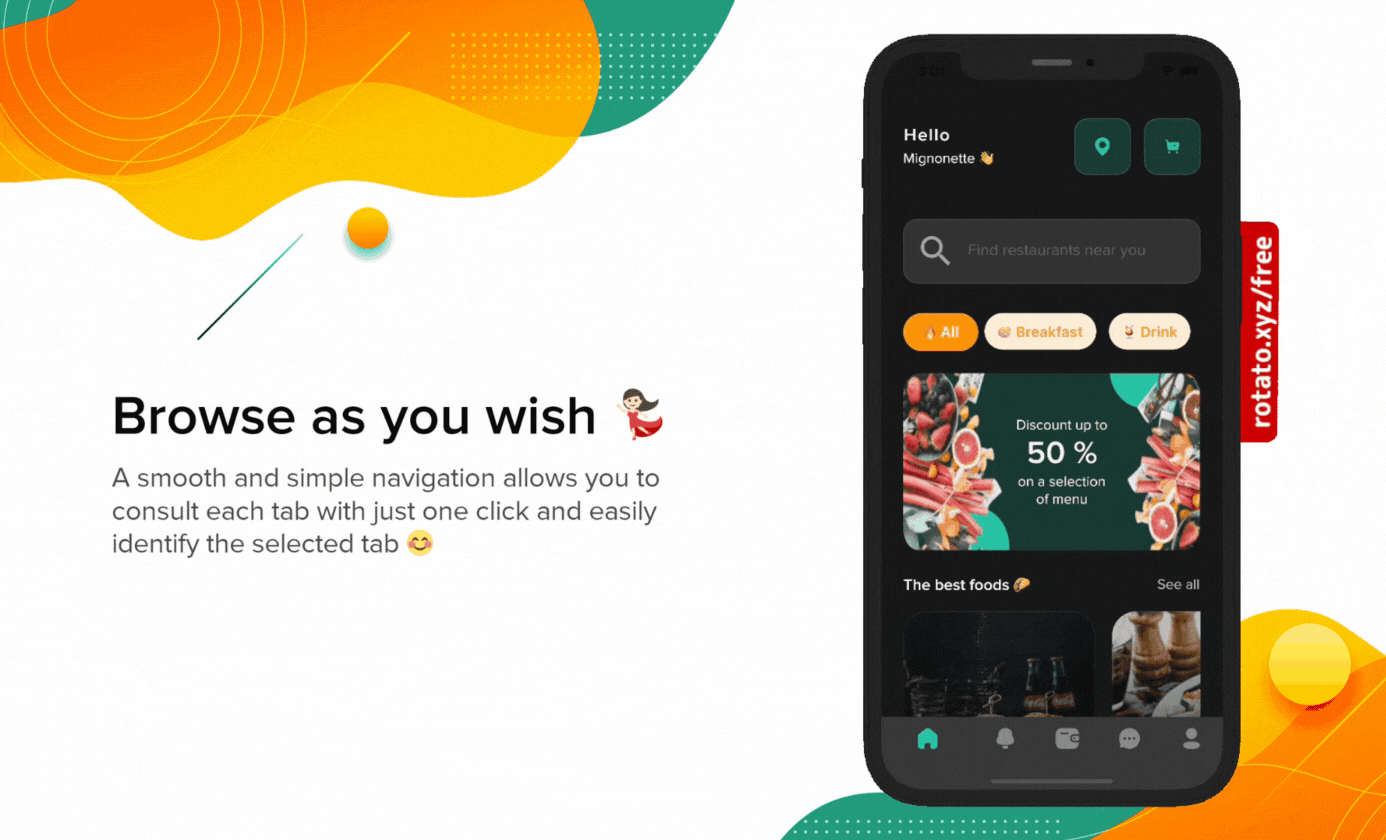 Browse as you wish
A smooth and simple navigation allows you to
consult each tab with just one click and easily
identify the selected tab
3:01
Hello
Mignonette 👋
Find restaurants near you
🔥 All
🥞 Breakfast
🍹 Drink
Discount up to
50 %
on a selection
of menu
The best foods 🌮
See all
rotato.xyz/free